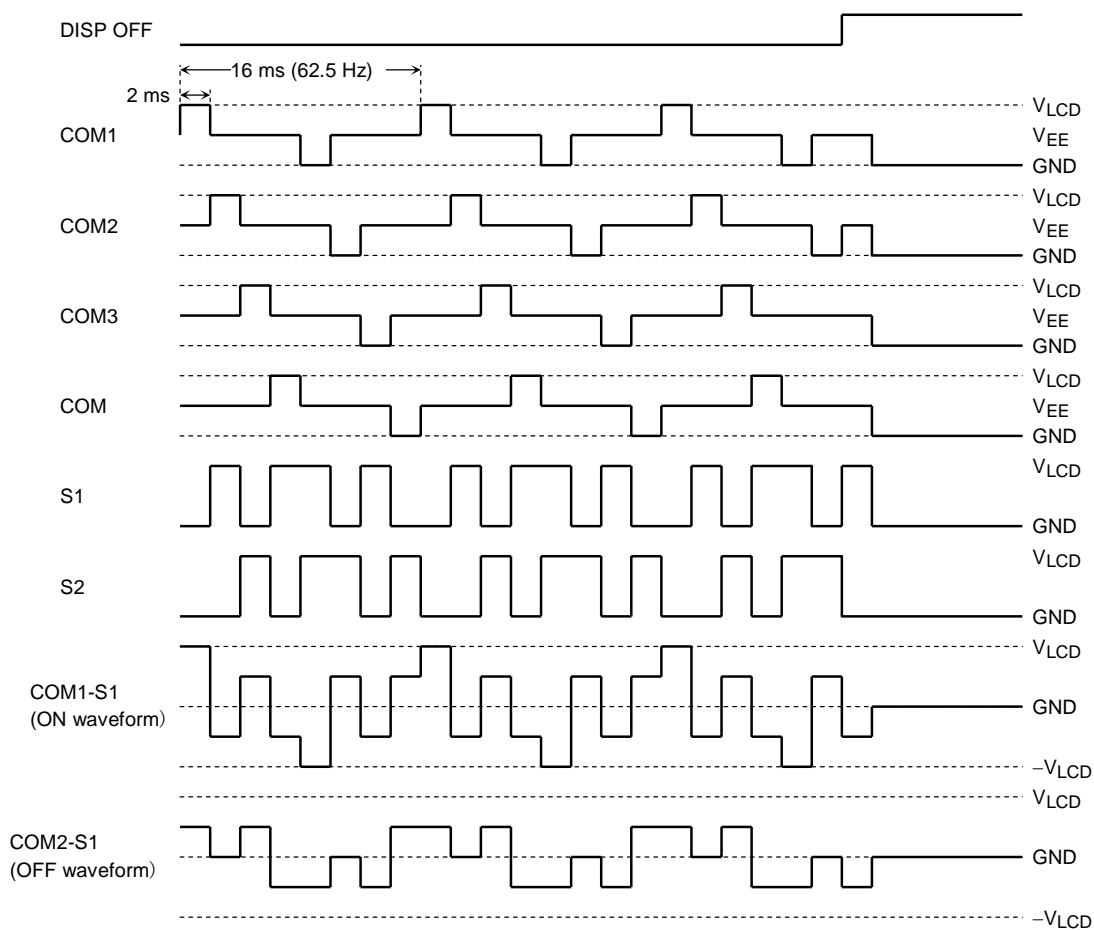 DISP OFF
16 ms (62.5 Hz)
2 ms
COM1
VLCD
VEE
GND
COM2
VLCD
VEE
GND
COM3
VLCD
VEE
GND
COM
VLCD
VEE
GND
S1
VLCD
GND
S2
VLCD
GND
COM1-S1
(ON waveform)
VLCD
GND
−VLCD
COM2-S1
(OFF waveform)
VLCD
GND
−VLCD